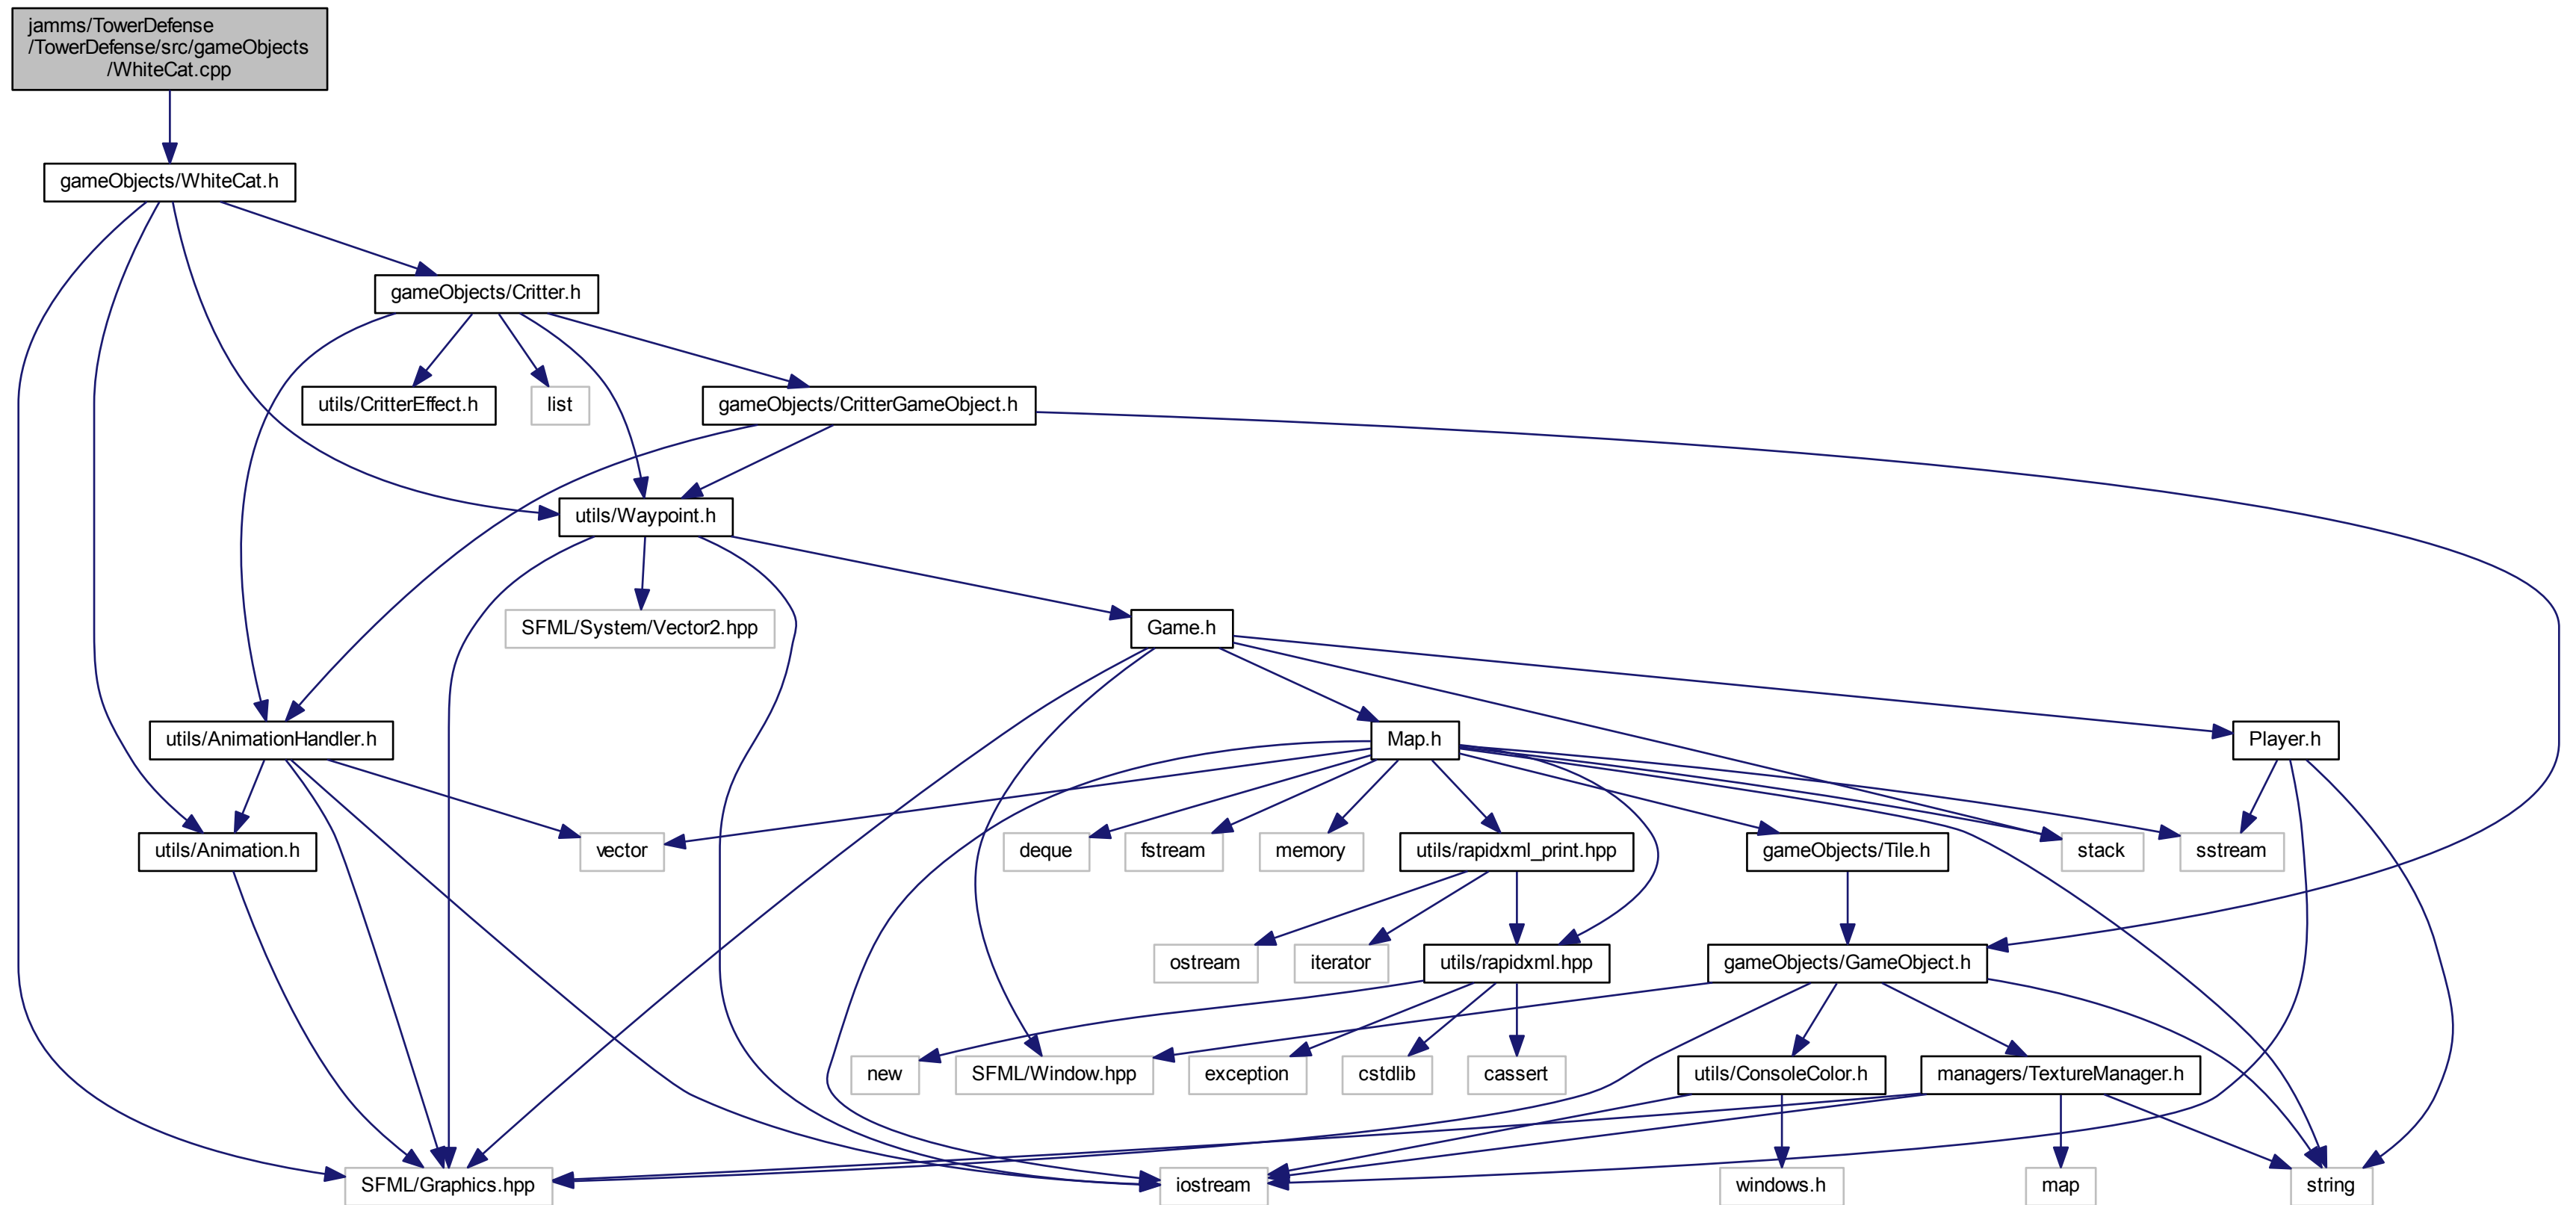 jamms/TowerDefense
/TowerDefense/src/gameObjects
/WhiteCat.cpp
gameObjects/WhiteCat.h
gameObjects/Critter.h
utils/CritterEffect.h
list
gameObjects/CritterGameObject.h
utils/Waypoint.h
SFML/System/Vector2.hpp
Game.h
utils/AnimationHandler.h
Map.h
Player.h
utils/Animation.h
vector
deque
fstream
memory
utils/rapidxml_print.hpp
gameObjects/Tile.h
stack
sstream
ostream
iterator
utils/rapidxml.hpp
gameObjects/GameObject.h
new
SFML/Window.hpp
exception
cstdlib
cassert
utils/ConsoleColor.h
managers/TextureManager.h
SFML/Graphics.hpp
iostream
windows.h
map
string